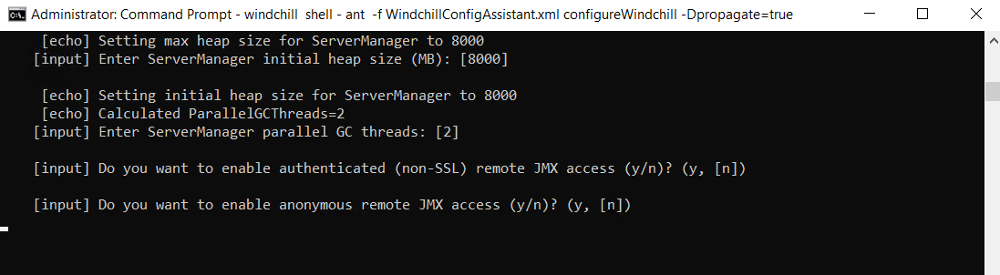 Administrator: Command Prompt - windchill  shell - ant  -f WindchillConfigAssistant.xml configureWindchill -Dpropagate=true
[echo] Setting max heap size for ServerManager to 8000
[input] Enter ServerManager initial heap size (MB): [8000]
[echo] Setting initial heap size for ServerManager to 8000
[echo] Calculated ParallelGCThreads=2
[input] Enter ServerManager parallel GC threads: [2]
[input] Do you want to enable authenticated (non-SSL) remote JMX access (y/n)? (y, [n])
[input] Do you want to enable anonymous remote JMX access (y/n)? (y, [n])